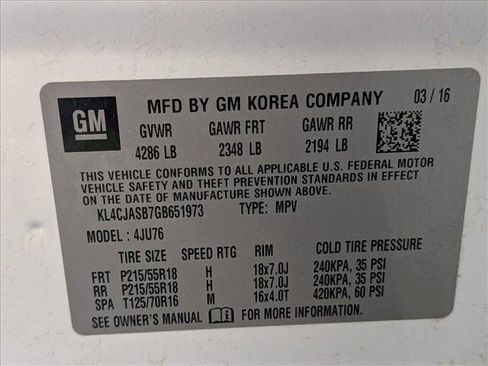 GM MFD BY GM KOREA COMPANY 03/16
GVWR GAWR FRT GAWR RR
4286 LB 2348 LB 2194 LB
THIS VEHICLE CONFORMS TO ALL APPLICABLE U.S. FEDERAL MOTOR
VEHICLE SAFETY AND THEFT PREVENTION STANDARDS IN EFFECT
ON THE DATE OF MANUFACTURE SHOWN ABOVE.
KL4CJASB7GB651973 TYPE: MPV
MODEL: 4JU76
TIRE SIZE SPEED RTG RIM COLD TIRE PRESSURE
FRT P215/55R18 H 18x7.0J 240KPA, 35 PSI
RR P215/55R18 H 18x7.0J 240KPA, 35 PSI
SPA T125/70R16 M 16x4.0T 420KPA, 60 PSI
SEE OWNER'S MANUAL FOR MORE INFORMATION.